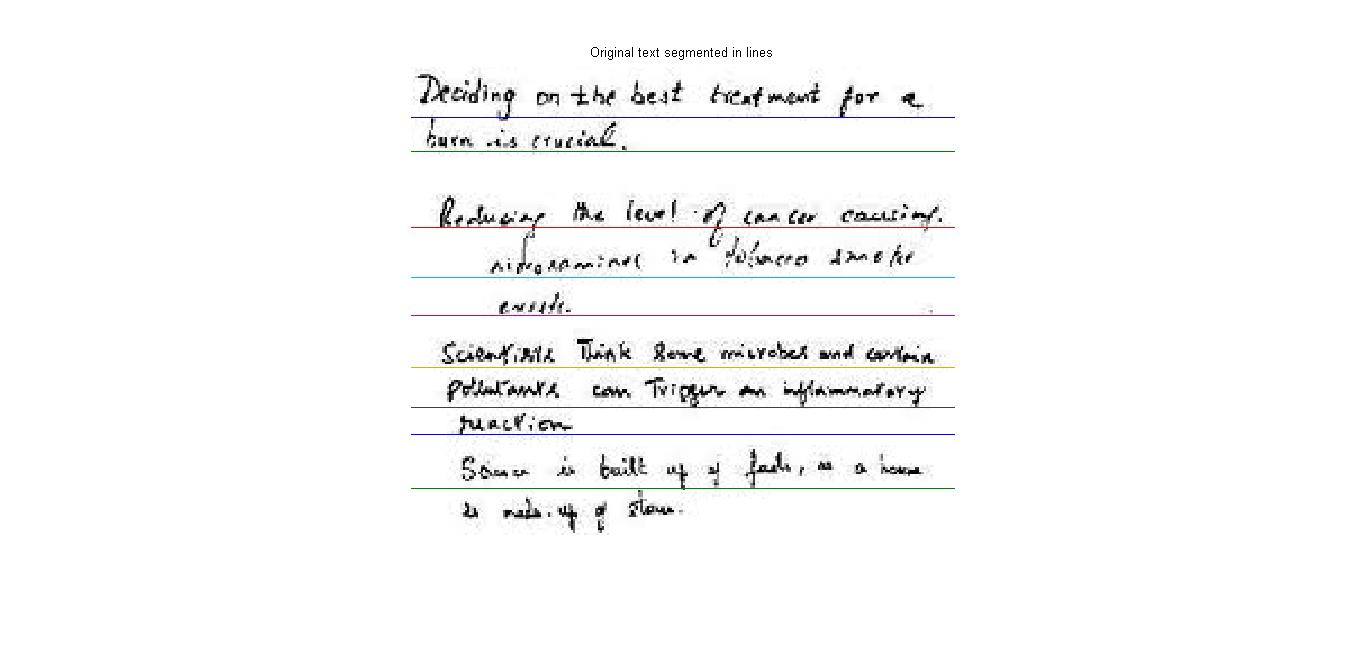 Original text segmented in lines
Deciding on the best treatment for a
burn is crucial.
Reducing the level of cancer causing.
nitrosamines in tobacco smoke
Scientists Think Some microbes and certain
pollutants can Trigger an inflammatory
reaction
Science is built up of facts, as a house
is made. up of stone.